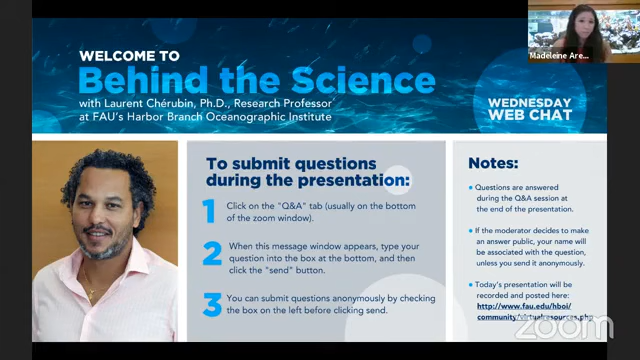 WELCOME TO
Behind the Science
with Laurent Chérubin, Ph.D., Research Professor
at FAU's Harbor Branch Oceanographic Institute
WEDNESDAY
WEB CHAT
Madeleine Are...
To submit questions
during the presentation:
1 Click on the "Q&A" tab (usually on the bottom
of the zoom window).
2 When this message window appears, type your
question into the box at the bottom, and then
click the "send" button.
3 You can submit questions anonymously by checking
the box on the left before clicking send.
Notes:
Questions are answered
during the Q&A session at
the end of the presentation.
If the moderator decides to make
an answer public, your name will
be associated with the question,
unless you send it anonymously.
Today's presentation will be
recorded and posted here:
http://www.fau.edu/hboi/
community/virtualresources.php
zoom